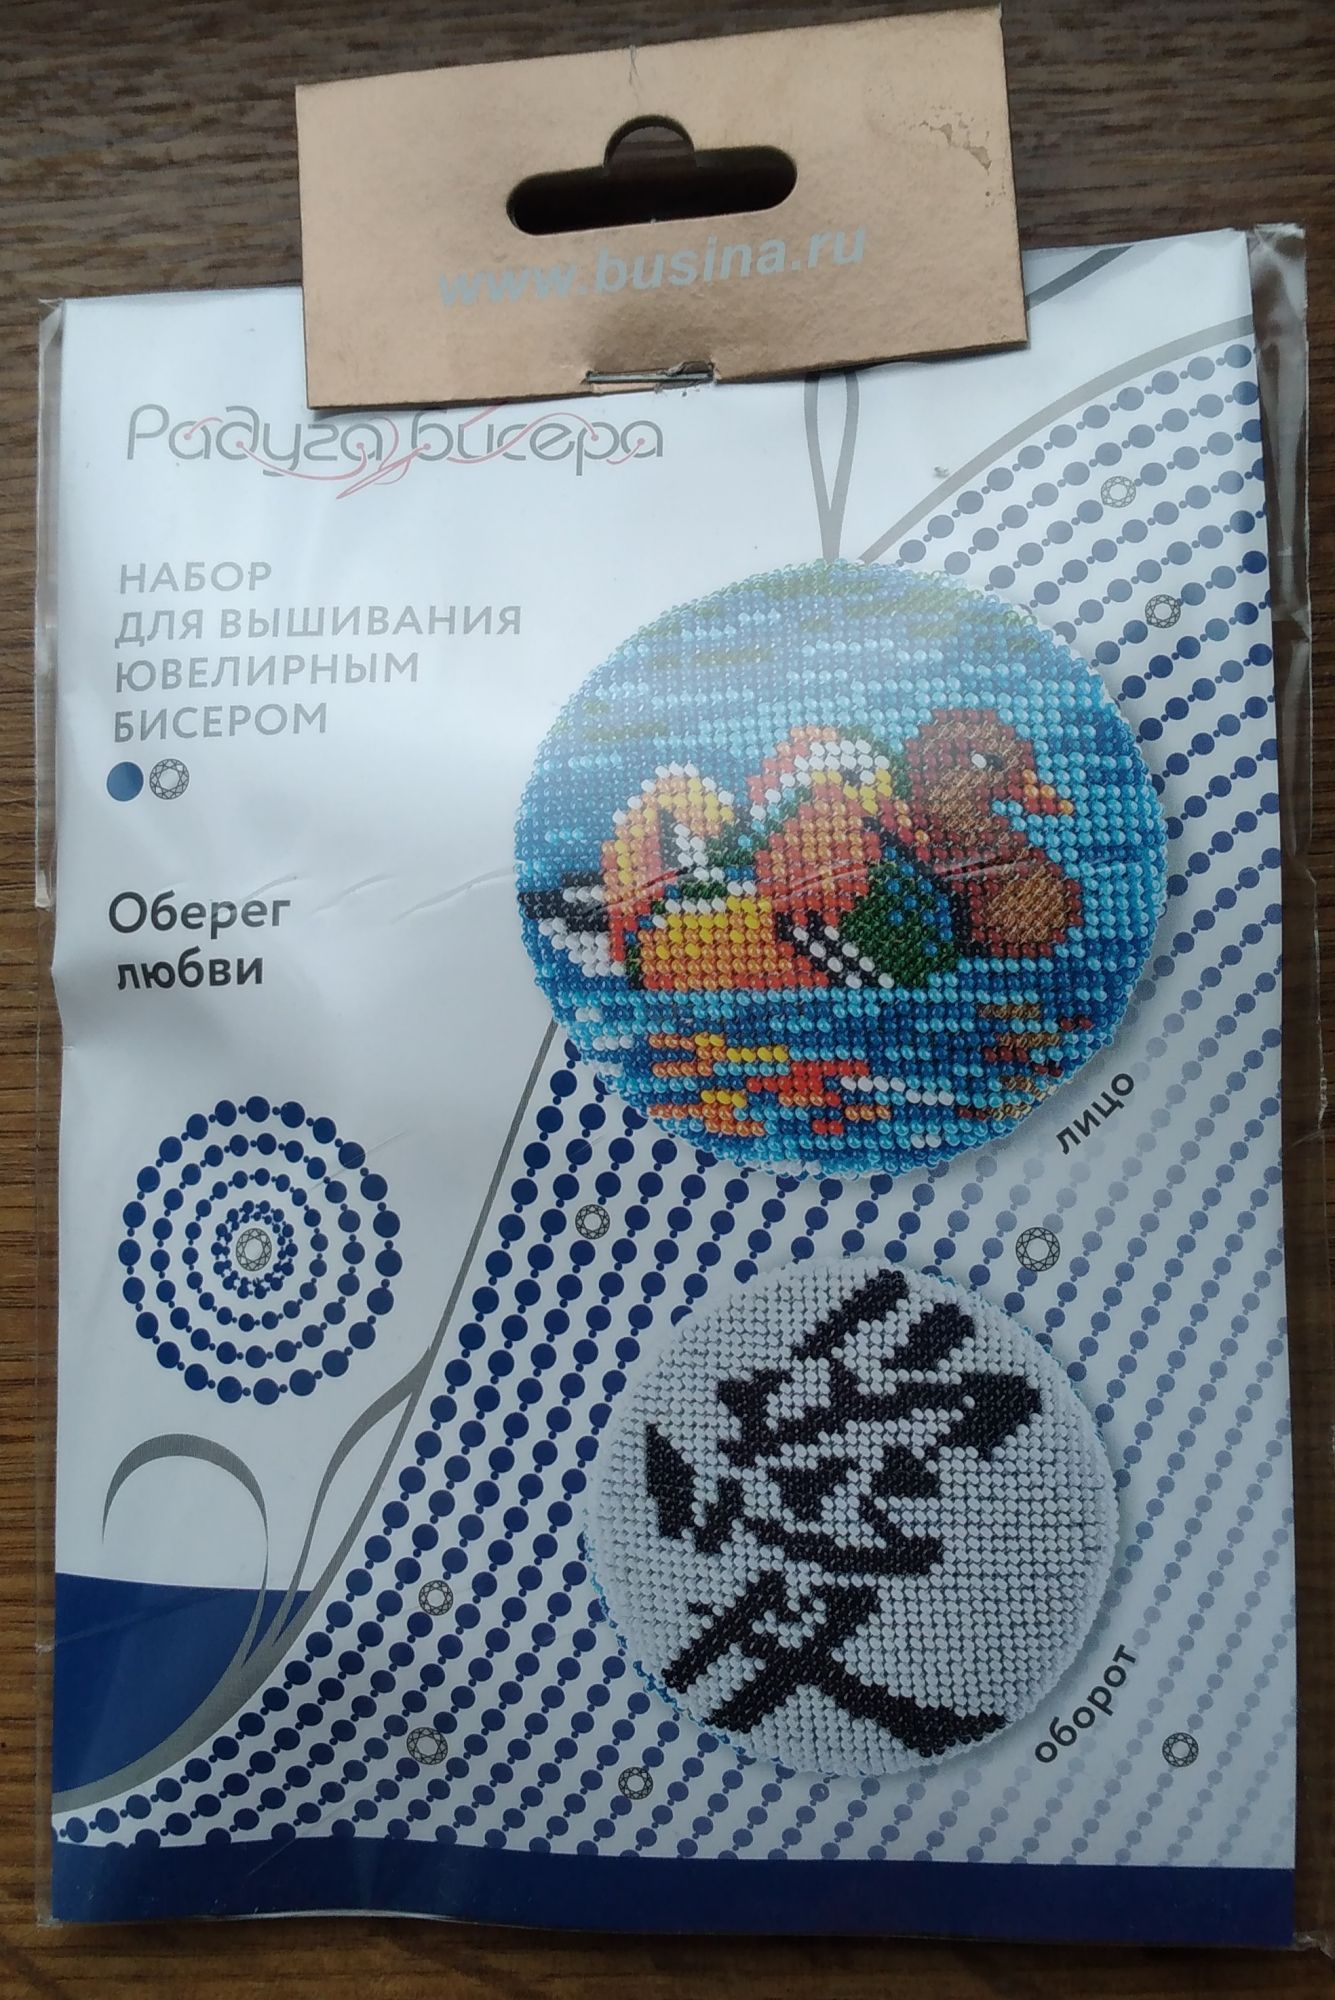 www.busina.ru
Радуга бисера
НАБОР
ДЛЯ ВЫШИВАНИЯ
ЮВЕЛИРНЫМ
БИСЕРОМ
Оберег
любви
лицо
愛
оборот